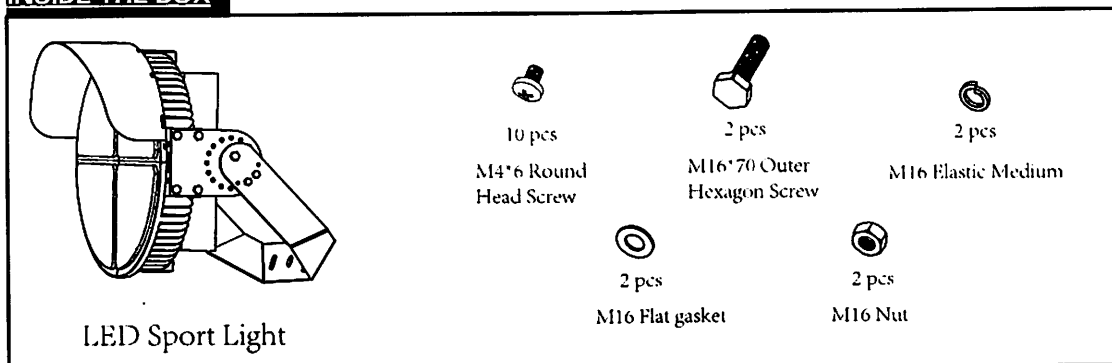 INSIDE THE BOX
10 pcs
M4*6 Round
Head Screw
2 pcs
M16*70 Outer
Hexagon Screw
2 pcs
M16 Elastic Medium
2 pcs
M16 Flat gasket
2 pcs
M16 Nut
LED Sport Light